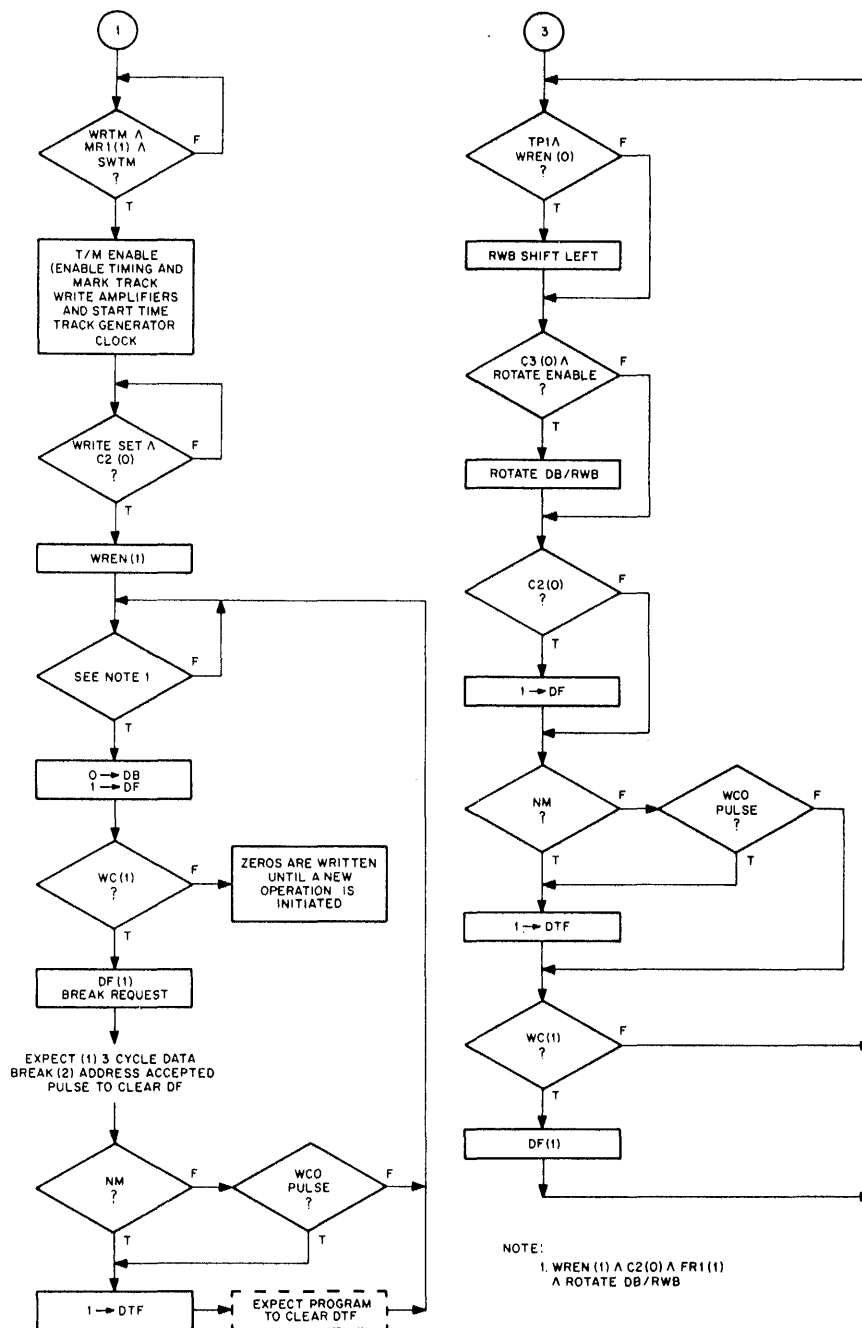 1
WRTM ∧
MR1(1) ∧
SWTM
?
F
T
T/M ENABLE
(ENABLE TIMING AND
MARK TRACK
WRITE AMPLIFIERS
AND START TIME
TRACK GENERATOR
CLOCK
WRITE SET ∧
C2(0)
?
F
T
WREN(1)
SEE NOTE 1
F
T
0→DB
1→DF
WC(1)
?
F
ZEROS ARE WRITTEN
UNTIL A NEW
OPERATION IS
INITIATED
T
DF(1)
BREAK REQUEST
EXPECT (1) 3 CYCLE DATA
BREAK (2) ADDRESS ACCEPTED
PULSE TO CLEAR DF
NM
?
F
WCO
PULSE
?
F
T
T
1→DTF
EXPECT PROGRAM
TO CLEAR DTF
3
TP1∧
WREN(0)
?
F
T
RWB SHIFT LEFT
C3(0)∧
ROTATE ENABLE
?
F
T
ROTATE DB/RWB
C2(0)
?
F
T
1→DF
NM
?
F
WCO
PULSE
?
F
T
T
1→DTF
WC(1)
?
F
T
DF(1)
NOTE:
1. WREN(1) ∧ C2(0) ∧ FR1(1)
∧ ROTATE DB/RWB